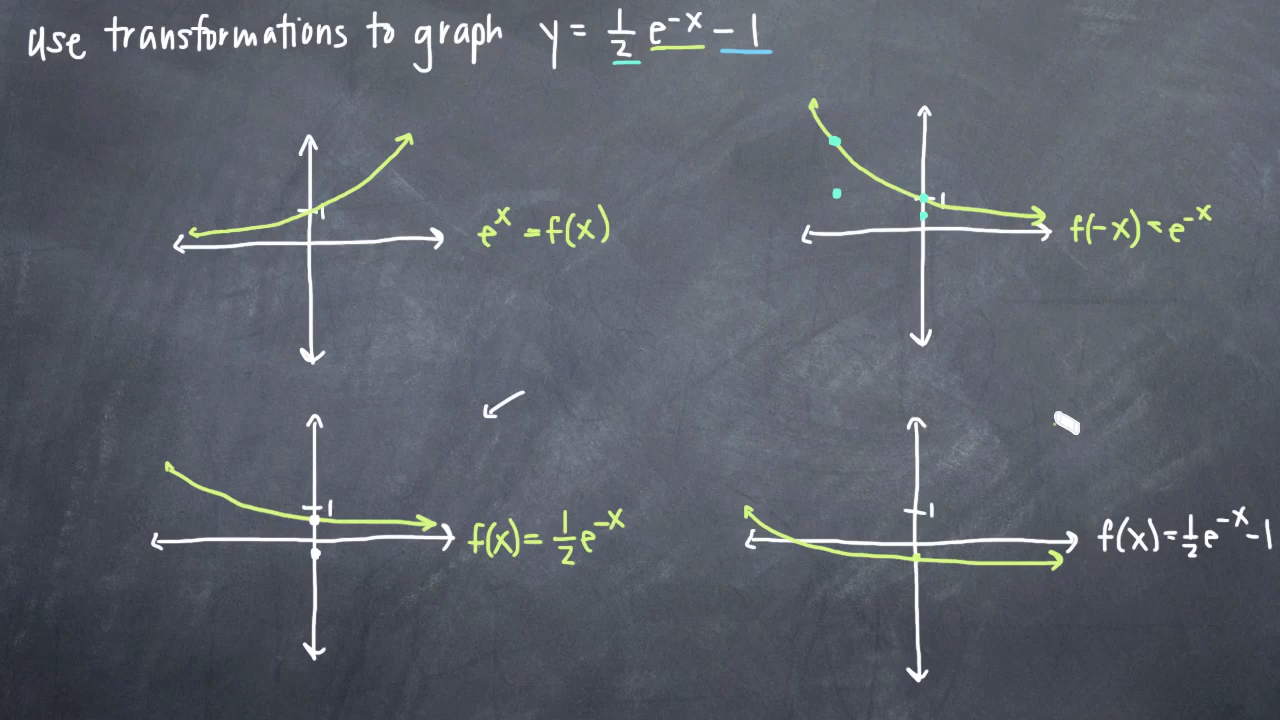 use transformations to graph y = 1/2 e^-x - 1
1
e^x = f(x)
1
f(-x) = e^-x
1
f(x) = 1/2 e^-x
1
f(x) = 1/2 e^-x - 1